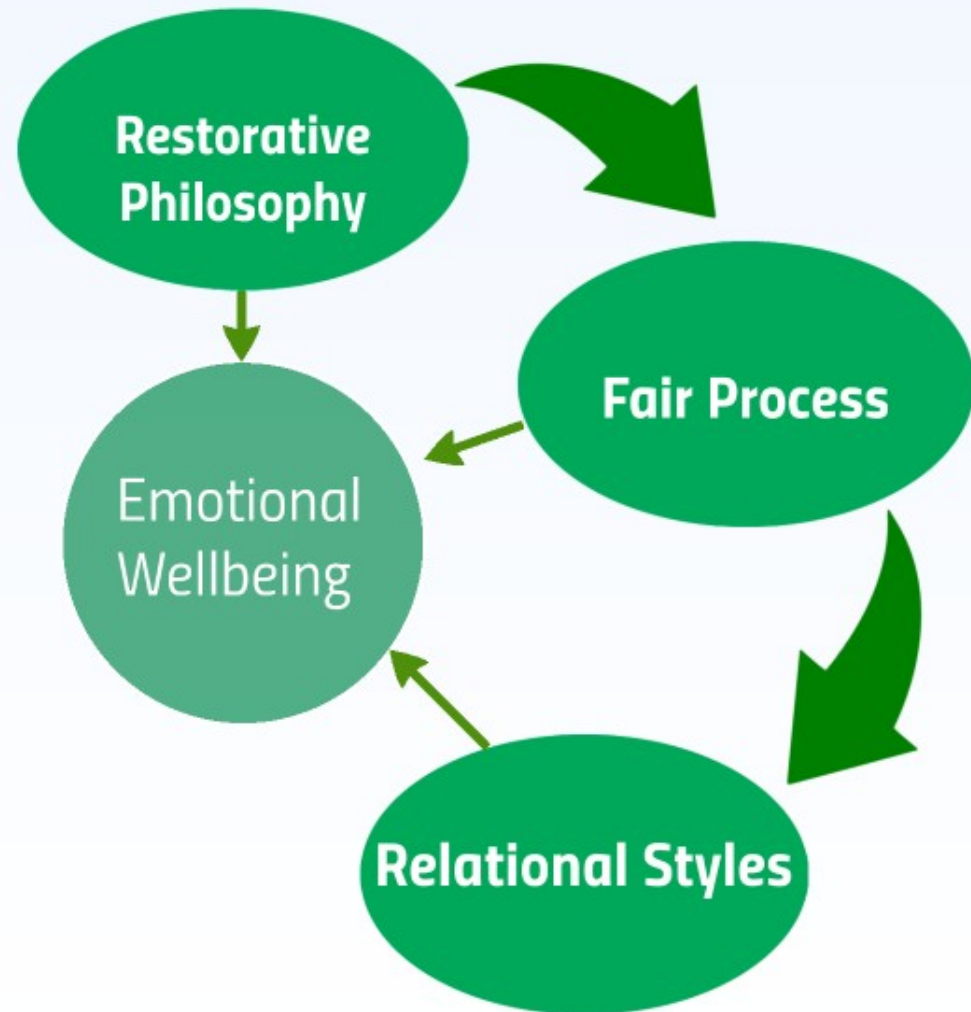 Restorative
Philosophy
Fair Process
Emotional
Wellbeing
Relational Styles